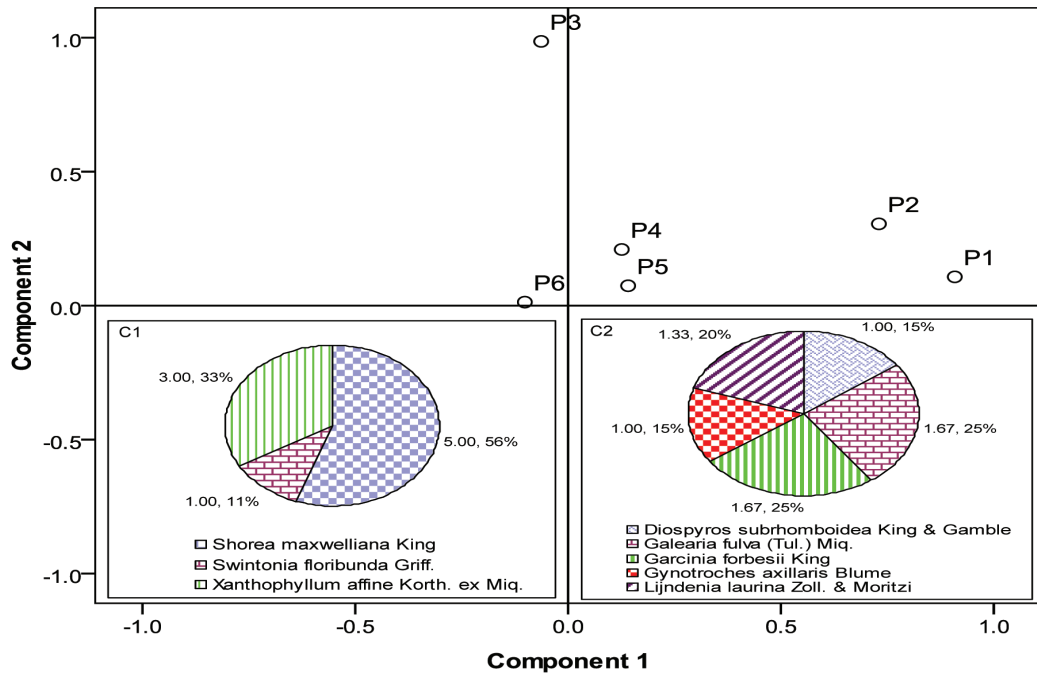 1.0
0.5
0.0
-0.5
-1.0
Component 2
P3
P2
P4
P1
P5
P6
C1
3.00, 33%
5.00, 56%
1.00, 11%
Shorea maxwelliana King
Swintonia floribunda Griff.
Xanthophyllum affine Korth. ex Miq.
C2
1.33, 20%
1.00, 15%
1.00, 15%
1.67, 25%
1.67, 25%
Diospyros subrhomboidea King & Gamble
Galearia fulva (Tul.) Miq.
Garcinia forbesii King
Gynotroches axillaris Blume
Lijndenia laurina Zoll. & Moritzi
-1.0
-0.5
0.0
0.5
1.0
Component 1